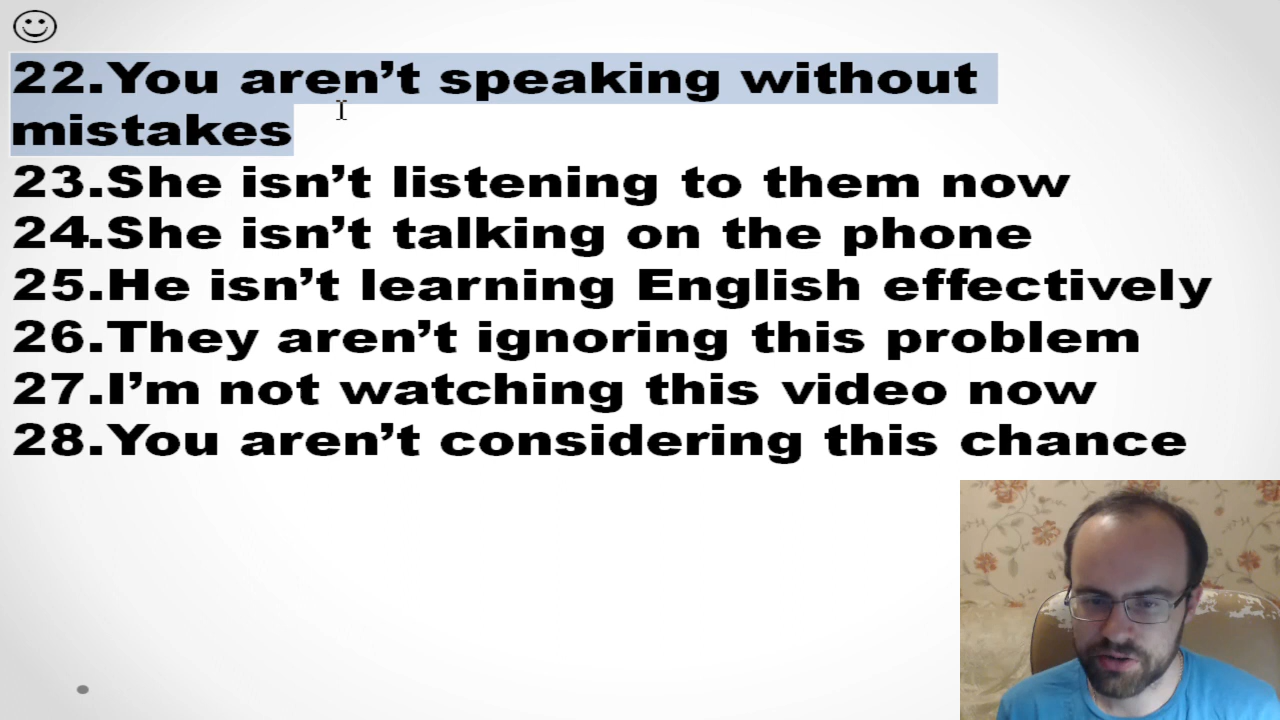 22.You aren’t speaking without
mistakes
23.She isn’t listening to them now
24.She isn’t talking on the phone
25.He isn’t learning English effectively
26.They aren’t ignoring this problem
27.I’m not watching this video now
28.You aren’t considering this chance